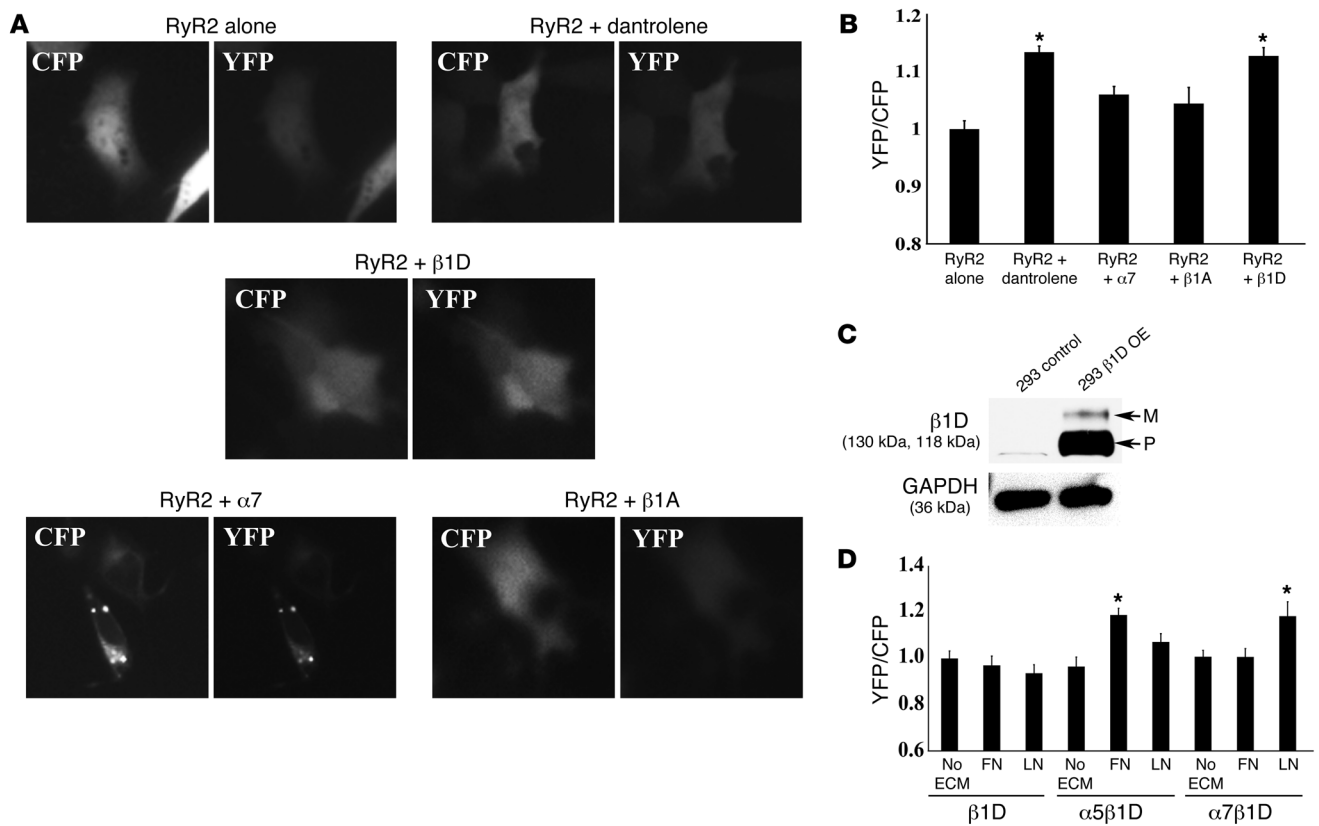 A
RyR2 alone
CFP
YFP
RyR2 + dantrolene
CFP
YFP
RyR2 + β1D
CFP
YFP
RyR2 + α7
CFP
YFP
RyR2 + β1A
CFP
YFP
B
YFP/CFP
1.2
1.1
1
0.9
0.8
*
*
RyR2
alone
RyR2 +
dantrolene
RyR2
+ α7
RyR2
+ β1A
RyR2
+ β1D
C
293 control
293 β1D OE
β1D
(130 kDa, 118 kDa)
M
P
GAPDH
(36 kDa)
D
YFP/CFP
1.4
1.2
1.0
0.8
0.6
*
*
No
ECM
FN
LN
No
ECM
FN
LN
No
ECM
FN
LN
β1D
α5β1D
α7β1D